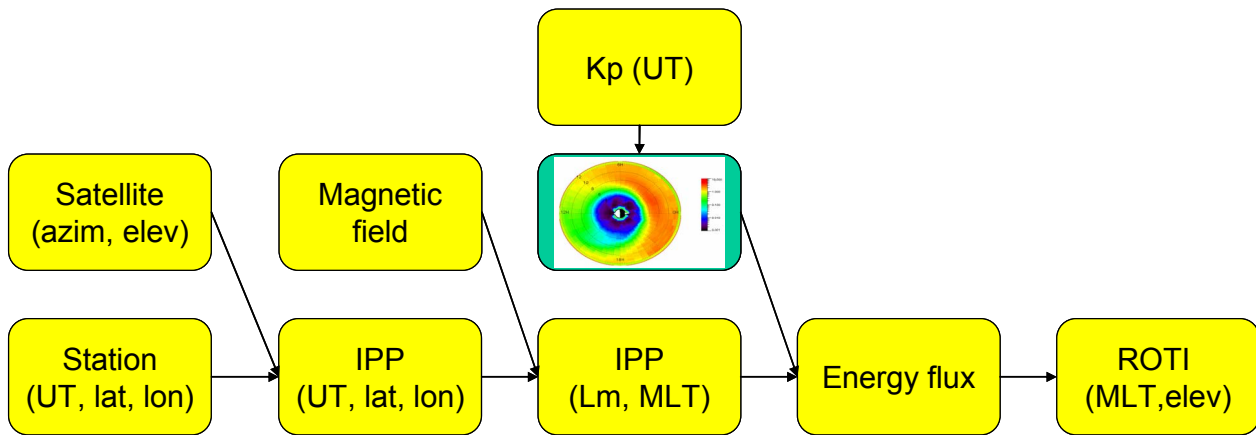 Kp (UT)
Satellite
(azim, elev)
Magnetic
field
Station
(UT, lat, lon)
IPP
(UT, lat, lon)
IPP
(Lm, MLT)
Energy flux
ROTI
(MLT,elev)